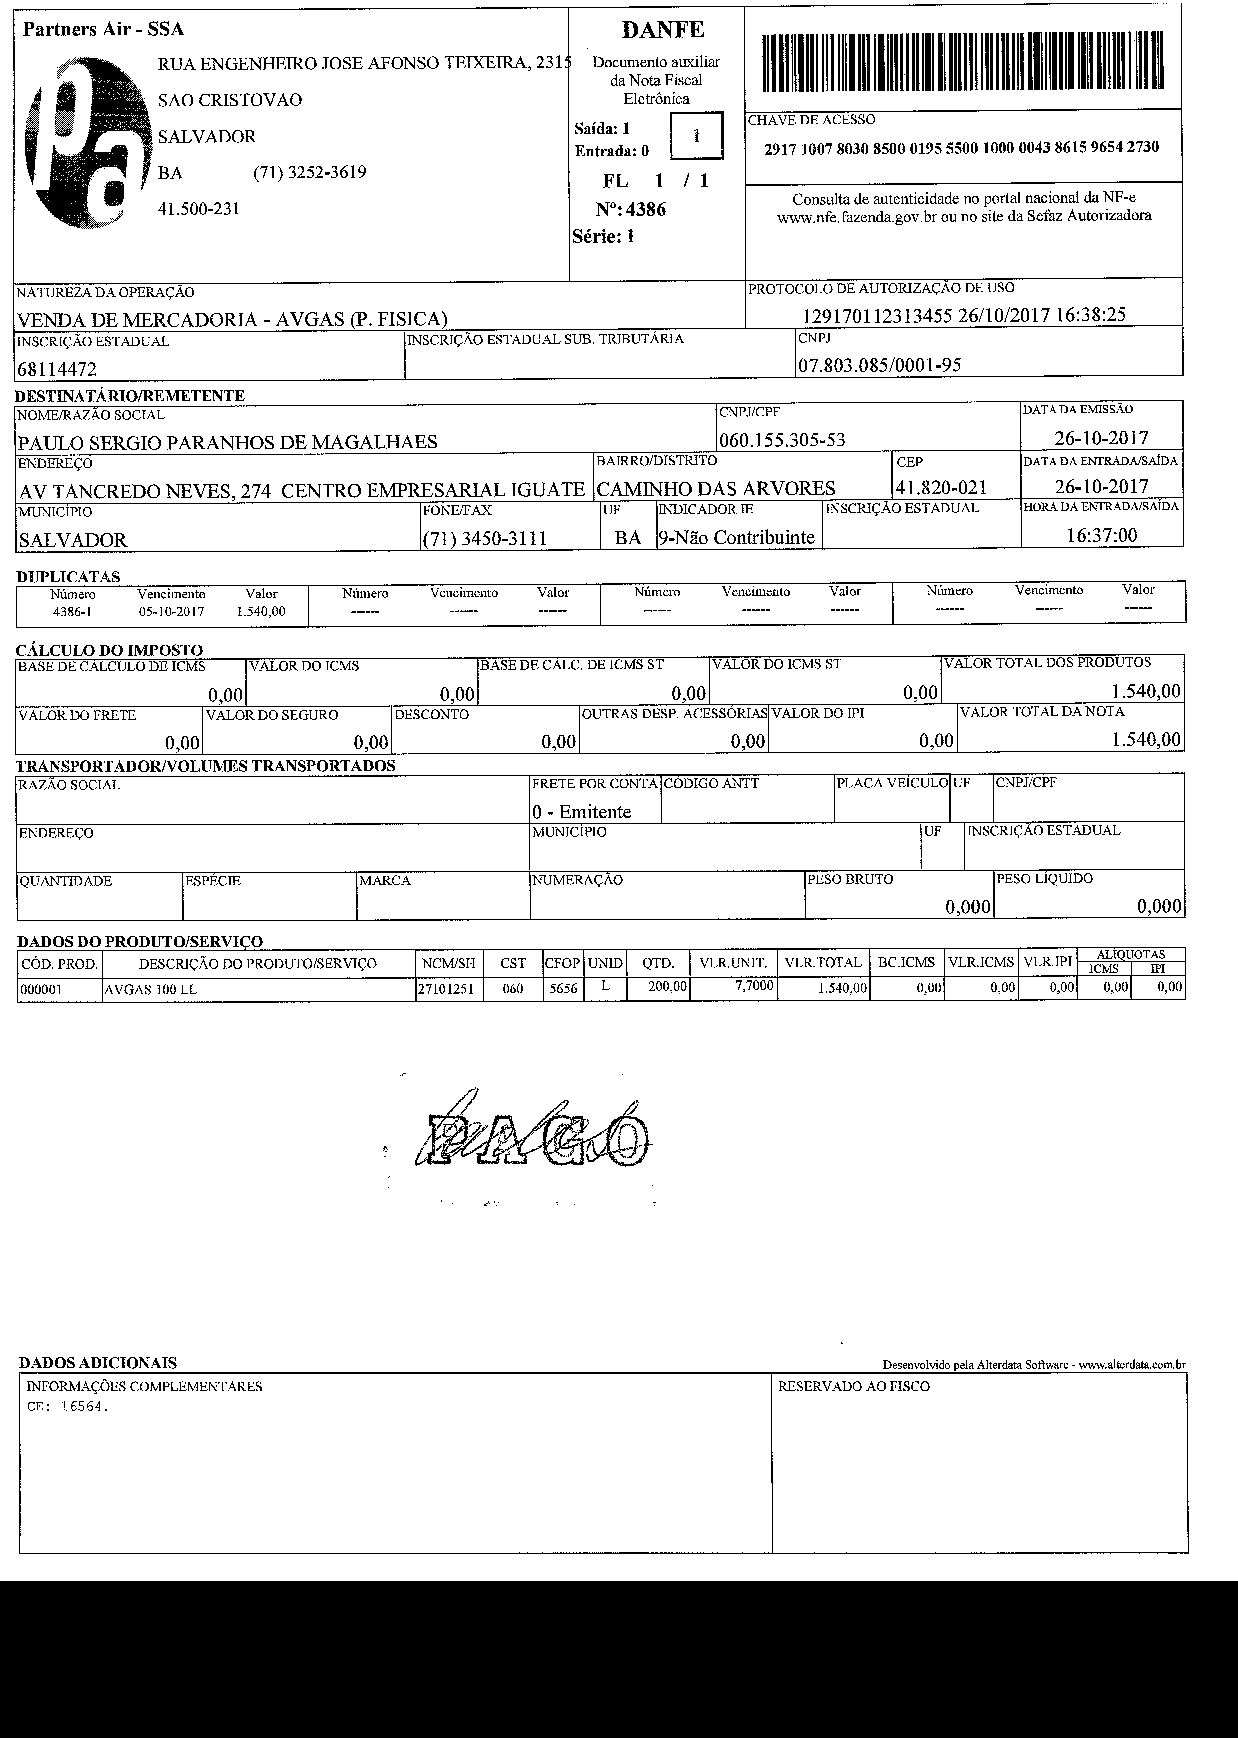 Partners Air - SSA
RUA ENGENHEIRO JOSE AFONSO TEIXEIRA, 2315
SAO CRISTOVAO
SALVADOR
BA (71) 3252-3619
41.500-231
pa
DANFE
Documento auxiliar
da Nota Fiscal
Eletrônica
Saída: 1
Entrada: 0
1
FL 1 / 1
Nº: 4386
Série: 1
CHAVE DE ACESSO
2917 1007 8030 8500 0195 5500 1000 0043 8615 9654 2730
Consulta de autenticidade no portal nacional da NF-e
www.nfe.fazenda.gov.br ou no site da Sefaz Autorizadora
NATUREZA DA OPERAÇÃO PROTOCOLO DE AUTORIZAÇÃO DE USO
VENDA DE MERCADORIA - AVGAS (P. FISICA) 129170112313455 26/10/2017 16:38:25
INSCRIÇÃO ESTADUAL INSCRIÇÃO ESTADUAL SUB. TRIBUTÁRIA CNPJ
68114472 07.803.085/0001-95
DESTINATÁRIO/REMETENTE
NOME/RAZÃO SOCIAL CNPJ/CPF DATA DA EMISSÃO
PAULO SERGIO PARANHOS DE MAGALHAES 060.155.305-53 26-10-2017
ENDEREÇO BAIRRO/DISTRITO CEP DATA DA ENTRADA/SAÍDA
AV TANCREDO NEVES, 274 CENTRO EMPRESARIAL IGUATE CAMINHO DAS ARVORES 41.820-021 26-10-2017
MUNICÍPIO FONE/FAX UF INDICADOR IE INSCRIÇÃO ESTADUAL HORA DA ENTRADA/SAÍDA
SALVADOR (71) 3450-3111 BA 9-Não Contribuinte 16:37:00
DUPLICATAS
Número Vencimento Valor Número Vencimento Valor Número Vencimento Valor Número Vencimento Valor
4386-1 05-10-2017 1.540,00 ----- ----- ----- ----- ----- ----- ----- ----- -----
CÁLCULO DO IMPOSTO
BASE DE CÁLCULO DE ICMS VALOR DO ICMS BASE DE CÁLC. DE ICMS ST VALOR DO ICMS ST VALOR TOTAL DOS PRODUTOS
0,00 0,00 0,00 0,00 1.540,00
VALOR DO FRETE VALOR DO SEGURO DESCONTO OUTRAS DESP. ACESSÓRIAS VALOR DO IPI VALOR TOTAL DA NOTA
0,00 0,00 0,00 0,00 0,00 1.540,00
TRANSPORTADOR/VOLUMES TRANSPORTADOS
RAZÃO SOCIAL FRETE POR CONTA CÓDIGO ANTT PLACA VEÍCULO UF CNPJ/CPF
0 - Emitente
ENDEREÇO MUNICÍPIO UF INSCRIÇÃO ESTADUAL
QUANTIDADE ESPÉCIE MARCA NUMERAÇÃO PESO BRUTO PESO LÍQUIDO
0,000 0,000
DADOS DO PRODUTO/SERVIÇO
CÓD. PROD. DESCRIÇÃO DO PRODUTO/SERVIÇO NCM/SH CST CFOP UNID QTD. VLR.UNIT. VLR.TOTAL BC.ICMS VLR.ICMS VLR.IPI ALÍQUOTAS
ICMS IPI
000001 AVGAS 100 LL 27101251 060 5656 L 200,00 7,7000 1.540,00 0,00 0,00 0,00 0,00 0,00
PAGO
DADOS ADICIONAIS Desenvolvido pela Alterdata Software - www.alterdata.com.br
INFORMAÇÕES COMPLEMENTARES RESERVADO AO FISCO
CE: 16564.